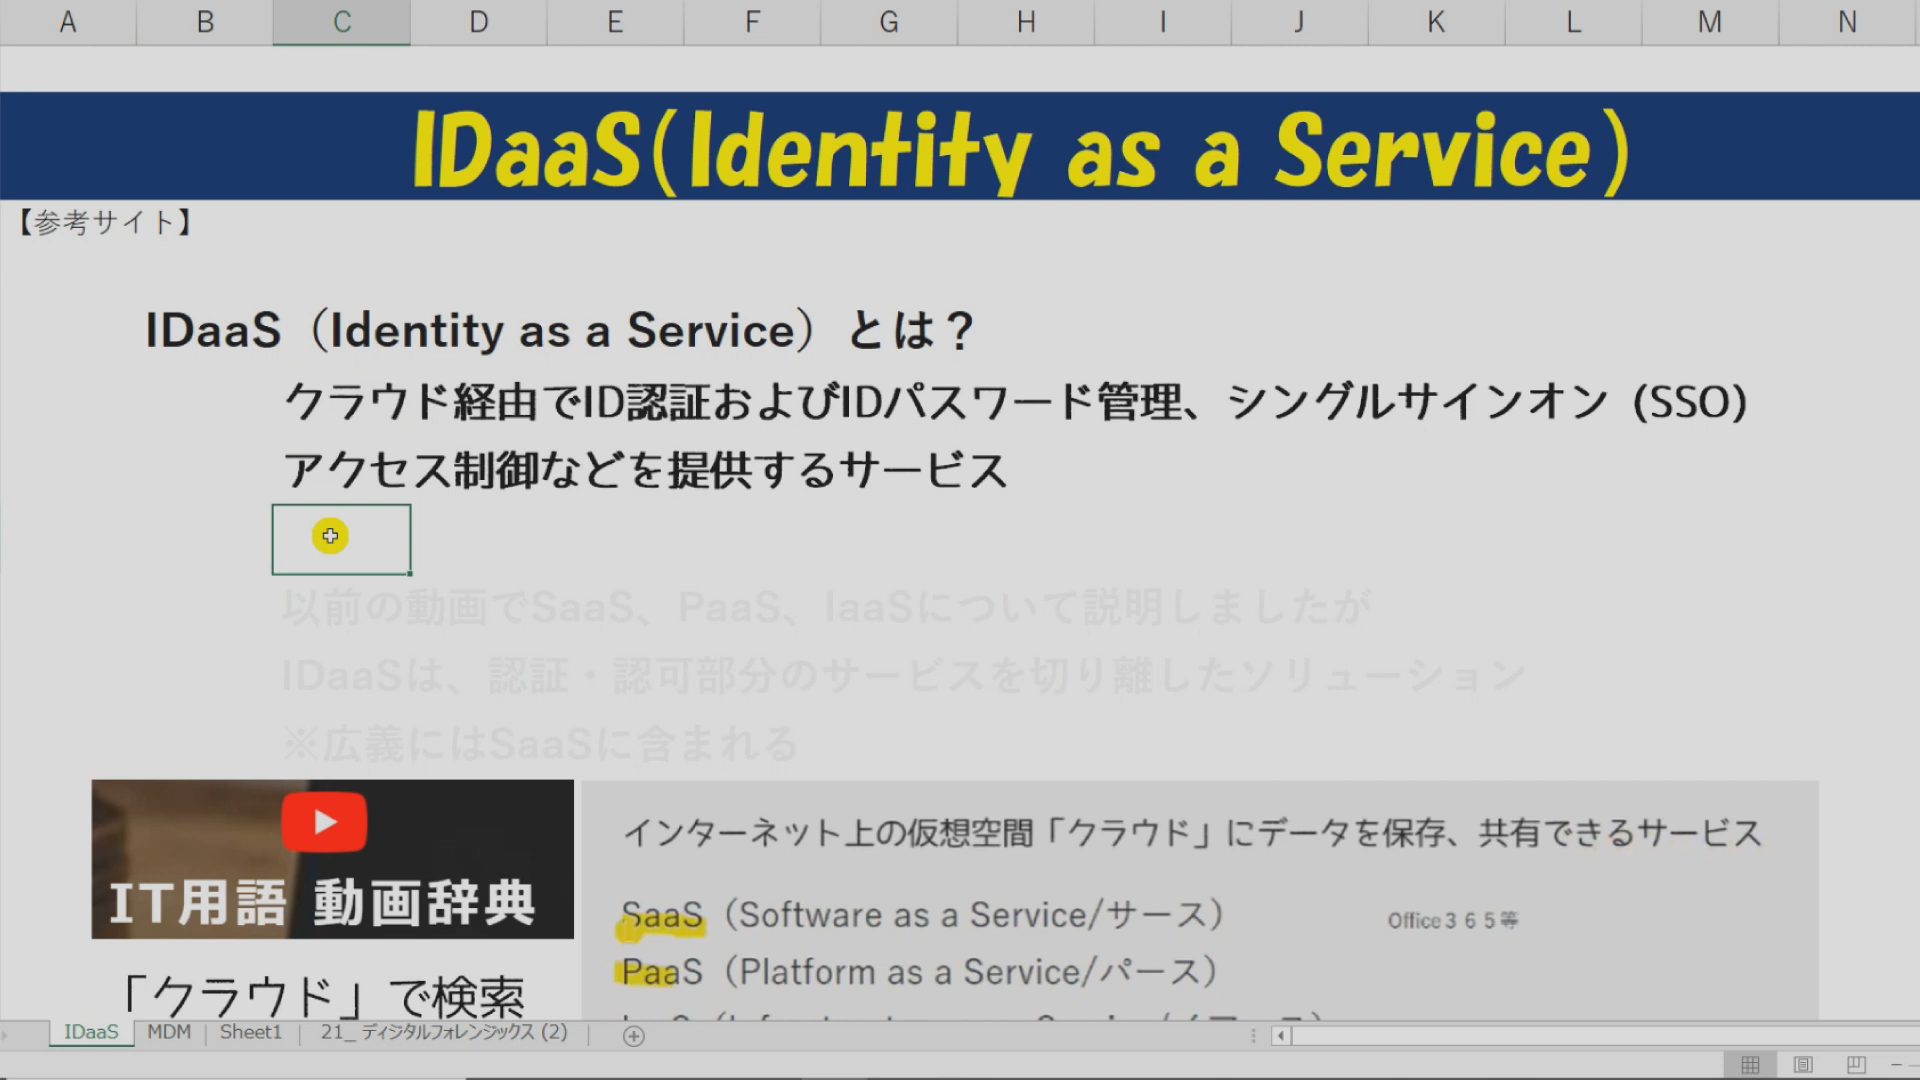 A B C D E F G H I J K L M N
IDaaS(Identity as a Service)
【参考サイト】
IDaaS（Identity as a Service）とは？
クラウド経由でID認証およびIDパスワード管理、シングルサインオン (SSO)
アクセス制御などを提供するサービス
以前の動画でSaaS、PaaS、IaaSについて説明しましたが
IDaaSは、認証・認可部分のサービスを切り離したソリューション
※広義にはSaaSに含まれる
IT用語 動画辞典
「クラウド」で検索
インターネット上の仮想空間「クラウド」にデータを保存、共有できるサービス
SaaS（Software as a Service/サース） Office３６５等
PaaS（Platform as a Service/パース）
IDaaS MDM Sheet1 21_ ディジタルフォレンジックス (2)